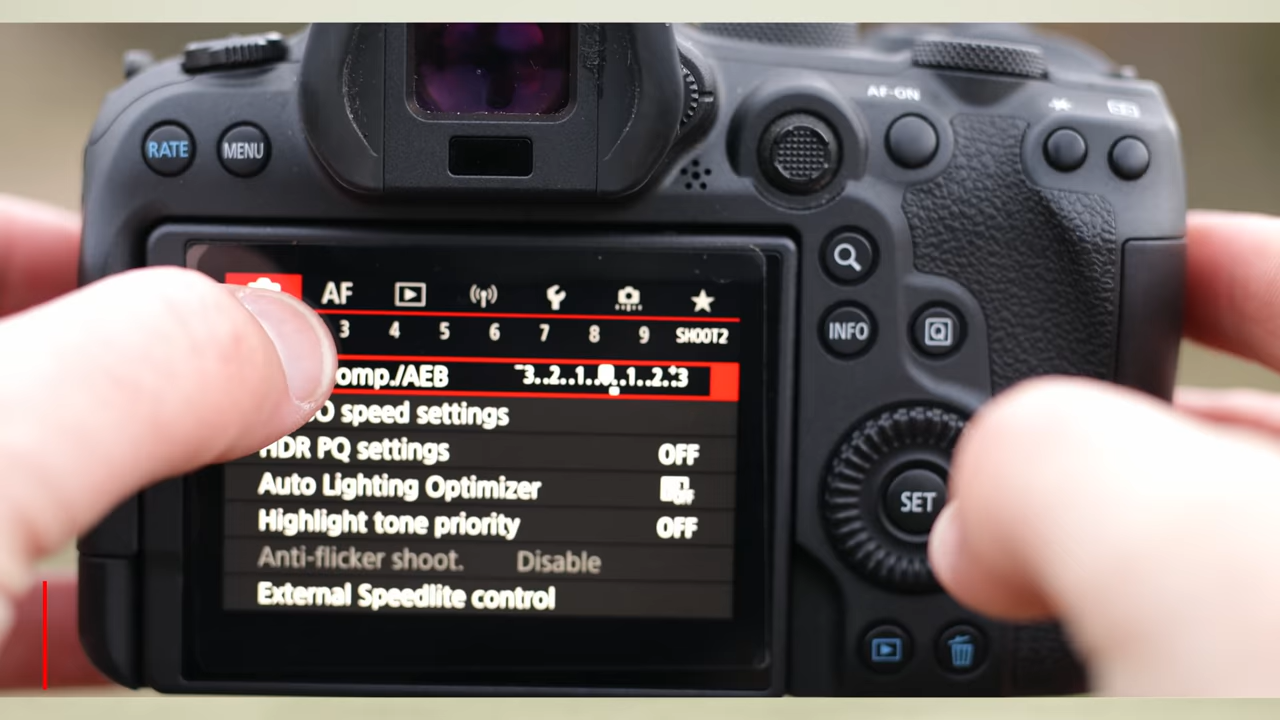 AF-ON
RATE
MENU
AF
3 4 5 6 7 8 9 SHOOT2
omp./AEB -3..2..1..0..1..2..+3
O speed settings
INFO
Q
HDR PQ settings OFF
Auto Lighting Optimizer OFF
SET
Highlight tone priority OFF
Anti-flicker shoot. Disable
External Speedlite control